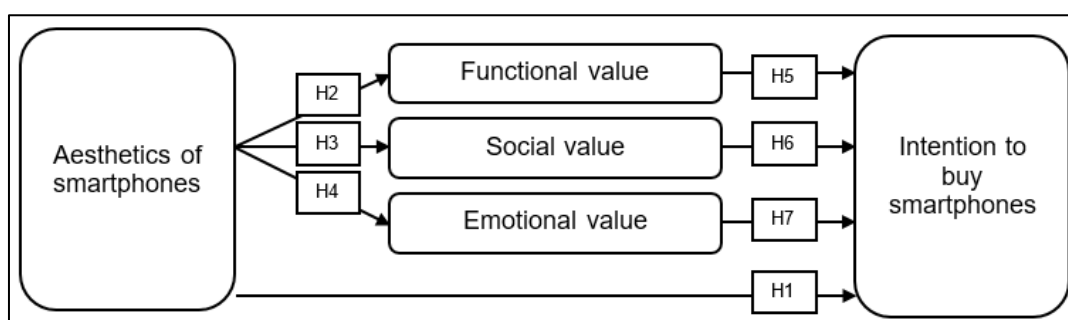 Aesthetics of
smartphones
H2
H3
H4
Functional value
Social value
Emotional value
H5
H6
H7
H1
Intention to
buy
smartphones